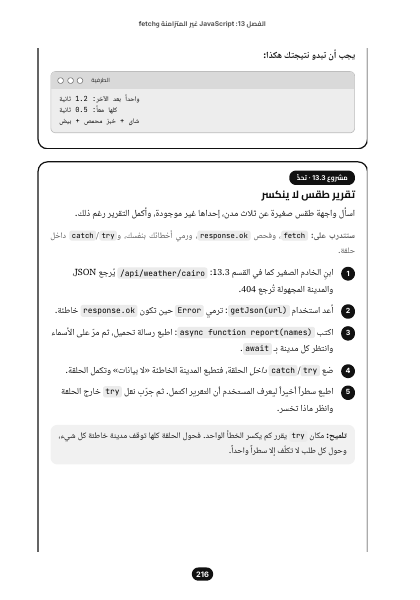 الفصل 13: JavaScript غير المتزامنة وfetch
يجب أن تبدو نتيجتك هكذا:
الطرفية
واحداً بعد الآخر: 1.2 ثانية
كلها معاً: 0.5 ثانية
شاي + خبز محمص + بيض
مشروع 13.3 · تحدٍّ
تقرير طقس لا ينكسر
اسأل واجهة طقس صغيرة عن ثلاث مدن، إحداها غير موجودة، وأكمل التقرير رغم ذلك.
ستتدرب على: fetch، وفحص response.ok، ورمي أخطائك بنفسك، وtry/catch داخل
حلقة.
1 ابنِ الخادم الصغير كما في القسم 13.3: /api/weather/cairo يُرجع JSON،
والمدينة المجهولة تُرجع 404.
2 أعد استخدام getJson(url): ترمي Error حين تكون response.ok خاطئة.
3 اكتب async function report(names): اطبع رسالة تحميل، ثم مرّ على الأسماء
وانتظر كل مدينة بـ await.
4 ضع try/catch داخل الحلقة، فتطبع المدينة الخاطئة «لا بيانات» وتكمل الحلقة.
5 اطبع سطراً أخيراً ليعرف المستخدم أن التقرير اكتمل. ثم جرّب نقل try خارج الحلقة
وانظر ماذا تخسر.
تلميح: مكان try يقرر كم يكسر الخطأ الواحد. فحول الحلقة كلها توقف مدينة خاطئة كل شيء،
وحول كل طلب لا تكلّف إلا سطراً واحداً.
216